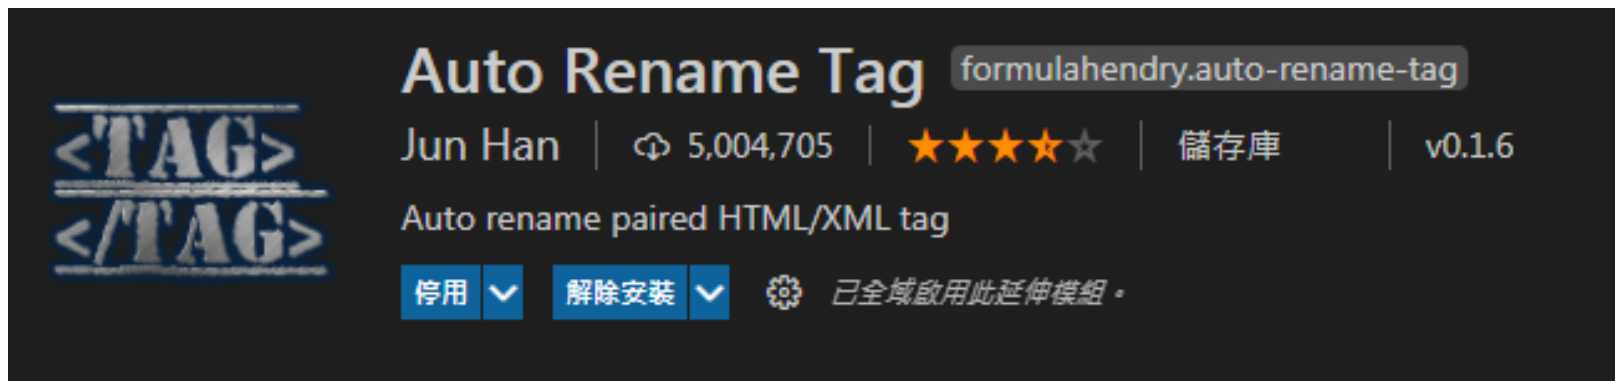 <TAG>
</TAG>
Auto Rename Tag formulahendry.auto-rename-tag
Jun Han 5,004,705 儲存庫 v0.1.6
Auto rename paired HTML/XML tag
停用 解除安裝 已全域啟用此延伸模組。